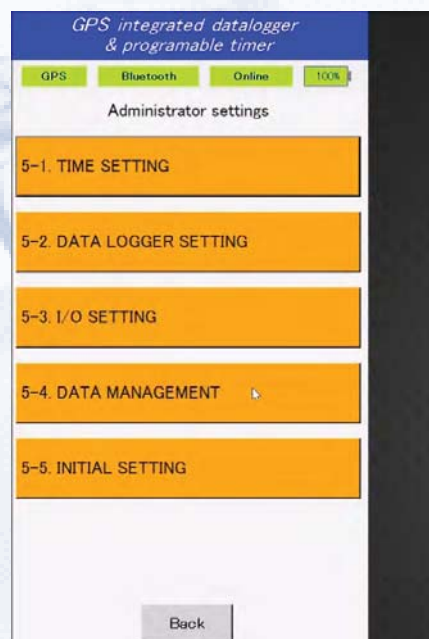 GPS integrated datalogger
& programable timer
GPS Bluetooth Online 100%
Administrator settings
5-1. TIME SETTING
5-2. DATA LOGGER SETTING
5-3. I/O SETTING
5-4. DATA MANAGEMENT
5-5. INITIAL SETTING
Back